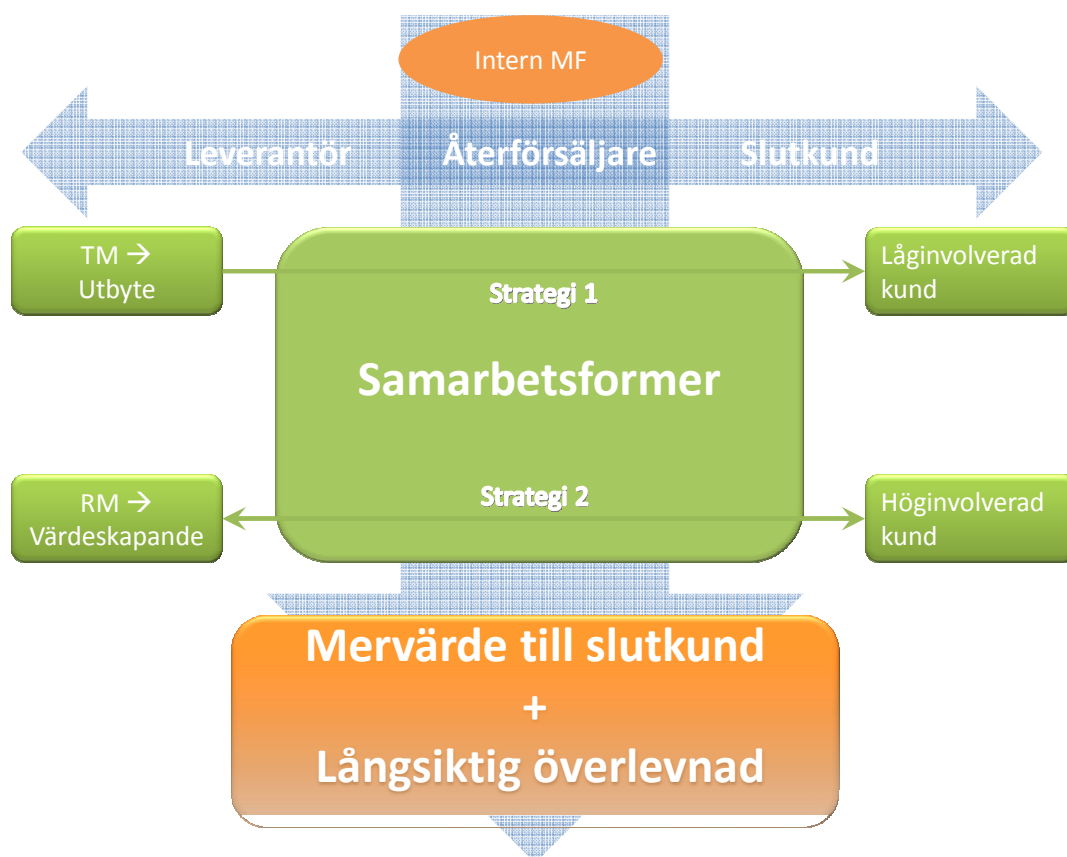 Intern MF
Leverantör Återförsäljare Slutkund
TM →
Utbyte
Strategi 1
Låginvolverad
kund
Samarbetsformer
RM →
Värdeskapande
Strategi 2
Höginvolverad
kund
Mervärde till slutkund
+
Långsiktig överlevnad